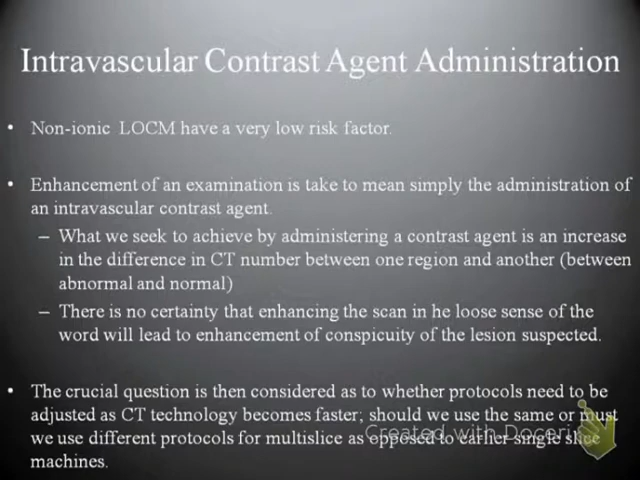 Intravascular Contrast Agent Administration
• Non-ionic LOCM have a very low risk factor.
• Enhancement of an examination is take to mean simply the administration of
an intravascular contrast agent.
– What we seek to achieve by administering a contrast agent is an increase
in the difference in CT number between one region and another (between
abnormal and normal)
– There is no certainty that enhancing the scan in he loose sense of the
word will lead to enhancement of conspicuity of the lesion suspected.
• The crucial question is then considered as to whether protocols need to be
adjusted as CT technology becomes faster; should we use the same or must
we use different protocols for multislice as opposed to earlier single slice
machines.
Created with Doceri